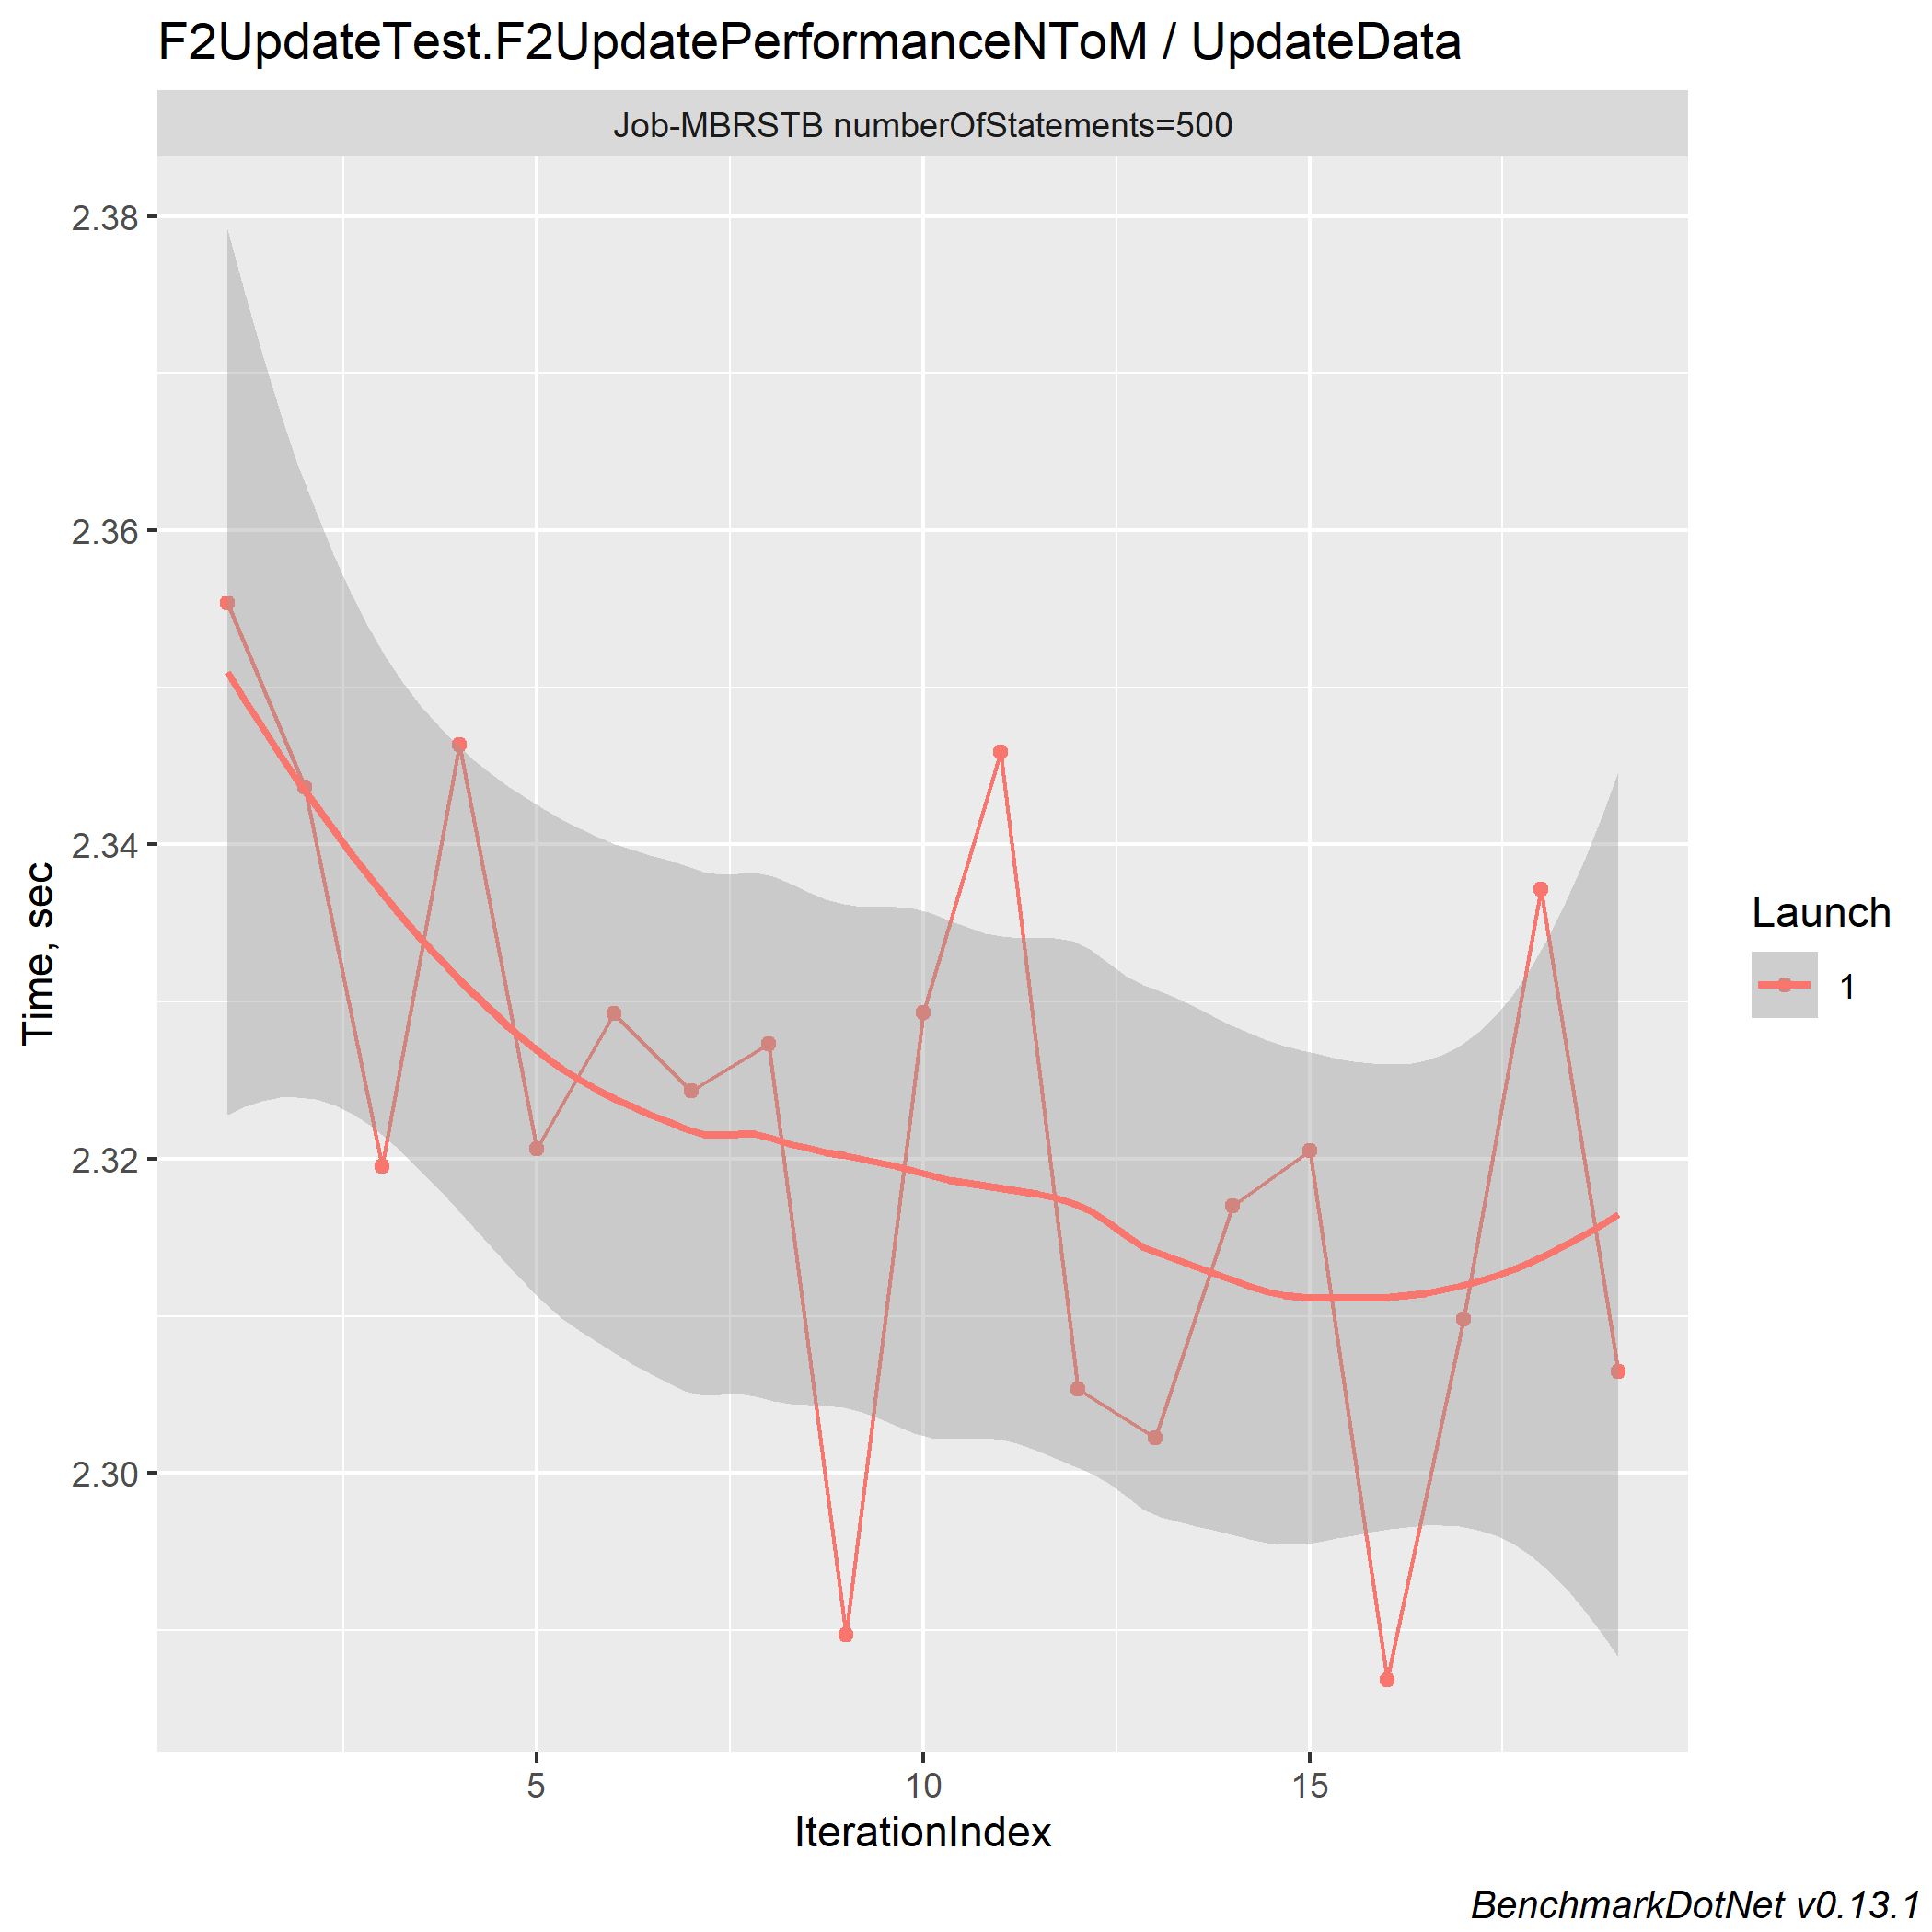 F2UpdateTest.F2UpdatePerformanceNToM / UpdateData
Job-MBRSTB numberOfStatements=500
2.38
2.36
2.34
2.32
2.30
Time, sec
5
10
15
IterationIndex
Launch
1
BenchmarkDotNet v0.13.1